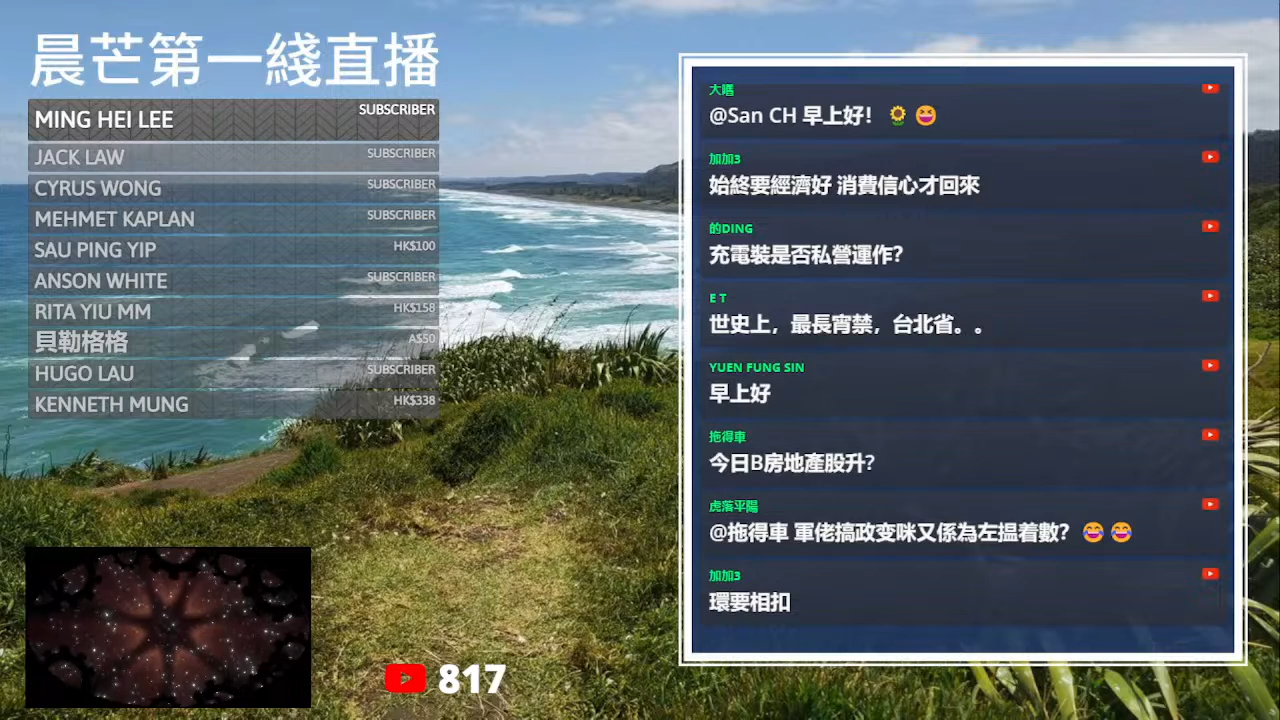 晨芒第一綫直播
MING HEI LEE SUBSCRIBER
JACK LAW SUBSCRIBER
CYRUS WONG SUBSCRIBER
MEHMET KAPLAN SUBSCRIBER
SAU PING YIP HK$100
ANSON WHITE SUBSCRIBER
RITA YIU MM HK$158
貝勒格格 A$50
HUGO LAU SUBSCRIBER
KENNETH MUNG HK$338
817
@San CH 早上好！ 🌻 😆
加加3
始終要經濟好 消費信心才回來
的DING
充電裝是否私營運作?
E T
世史上，最長宵禁，台北省。。
YUEN FUNG SIN
早上好
拖得車
今日B房地產股升?
虎落平陽
@拖得車 軍佬搞政变咪又係為左揾着數？ 😂 😂
加加3
環要相扣